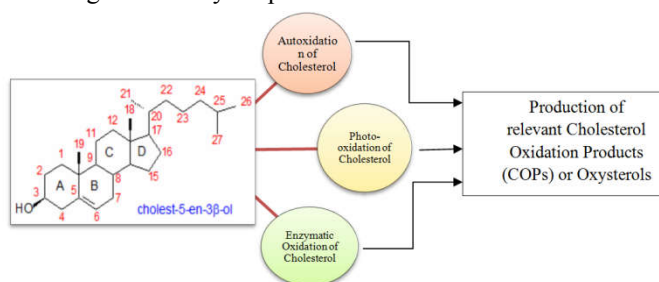 Autoxidatio
n of
Cholesterol
21
22
24
26
18
20
23
25
12
17
27
11
19
C
D
16
1
9
2
8
15
A
B
3
5
7
HO
4
6
cholest-5-en-3β-ol
Photo-
oxidation of
Cholesterol
Enzymatic
Oxidation of
Cholesterol
Production of
relevant Cholesterol
Oxidation Products
(COPs) or Oxysterols